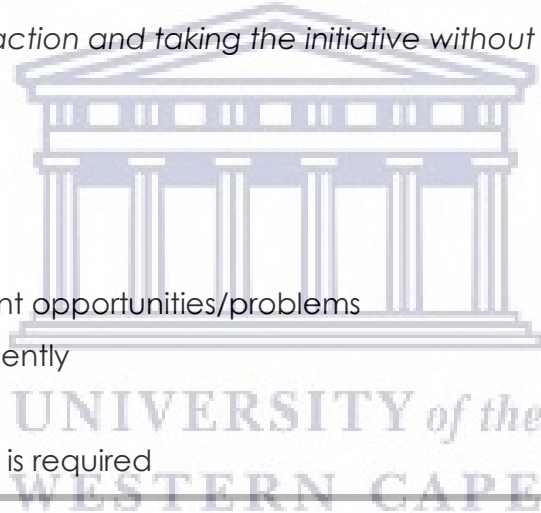 action and taking the initiative without
nt opportunities/problems
ently
UNIVERSITY of the
is required
WESTERN CAPE